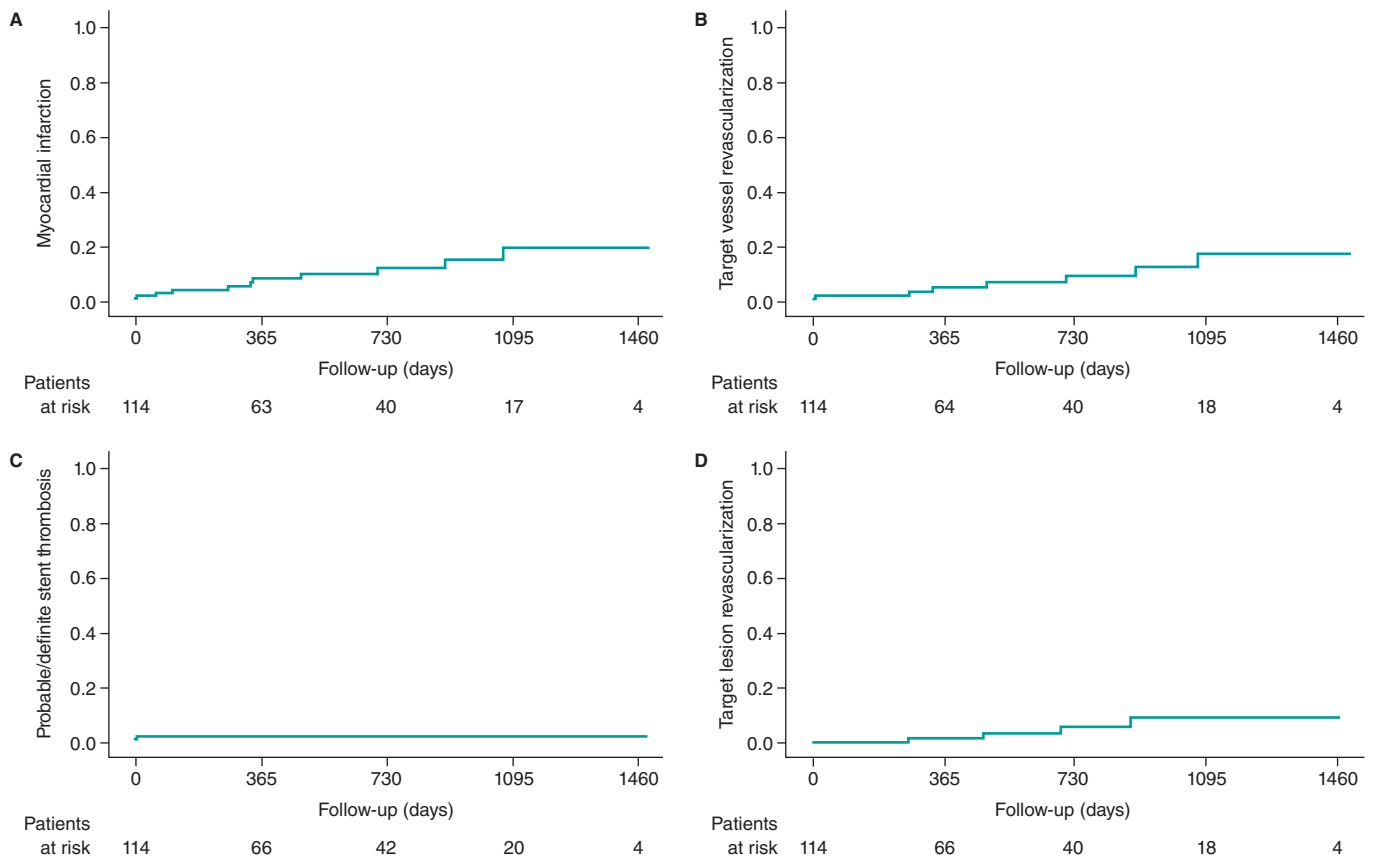 A
Myocardial infarction
1.0
0.8
0.6
0.4
0.2
0.0
0 365 730 1095 1460
Follow-up (days)
Patients
at risk 114 63 40 17 4
B
Target vessel revascularization
1.0
0.8
0.6
0.4
0.2
0.0
0 365 730 1095 1460
Follow-up (days)
Patients
at risk 114 64 40 18 4
C
Probable/definite stent thrombosis
1.0
0.8
0.6
0.4
0.2
0.0
0 365 730 1095 1460
Follow-up (days)
Patients
at risk 114 66 42 20 4
D
Target lesion revascularization
1.0
0.8
0.6
0.4
0.2
0.0
0 365 730 1095 1460
Follow-up (days)
Patients
at risk 114 66 40 18 4